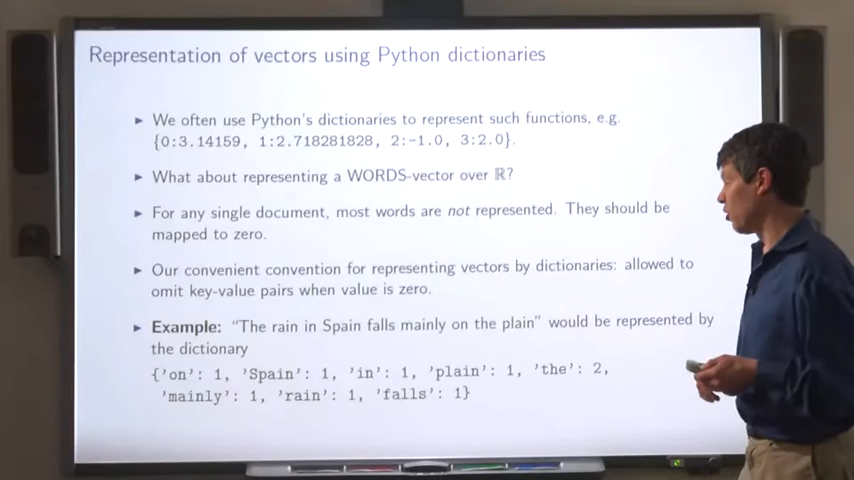 Representation of vectors using Python dictionaries
► We often use Python's dictionaries to represent such functions, e.g.
{0:3.14159, 1:2.718281828, 2:-1.0, 3:2.0}.
► What about representing a WORDS-vector over ℝ?
► For any single document, most words are not represented. They should be
mapped to zero.
► Our convenient convention for representing vectors by dictionaries: allowed to
omit key-value pairs when value is zero.
► Example: "The rain in Spain falls mainly on the plain" would be represented by
the dictionary
{'on': 1, 'Spain': 1, 'in': 1, 'plain': 1, 'the': 2,
'mainly': 1, 'rain': 1, 'falls': 1}